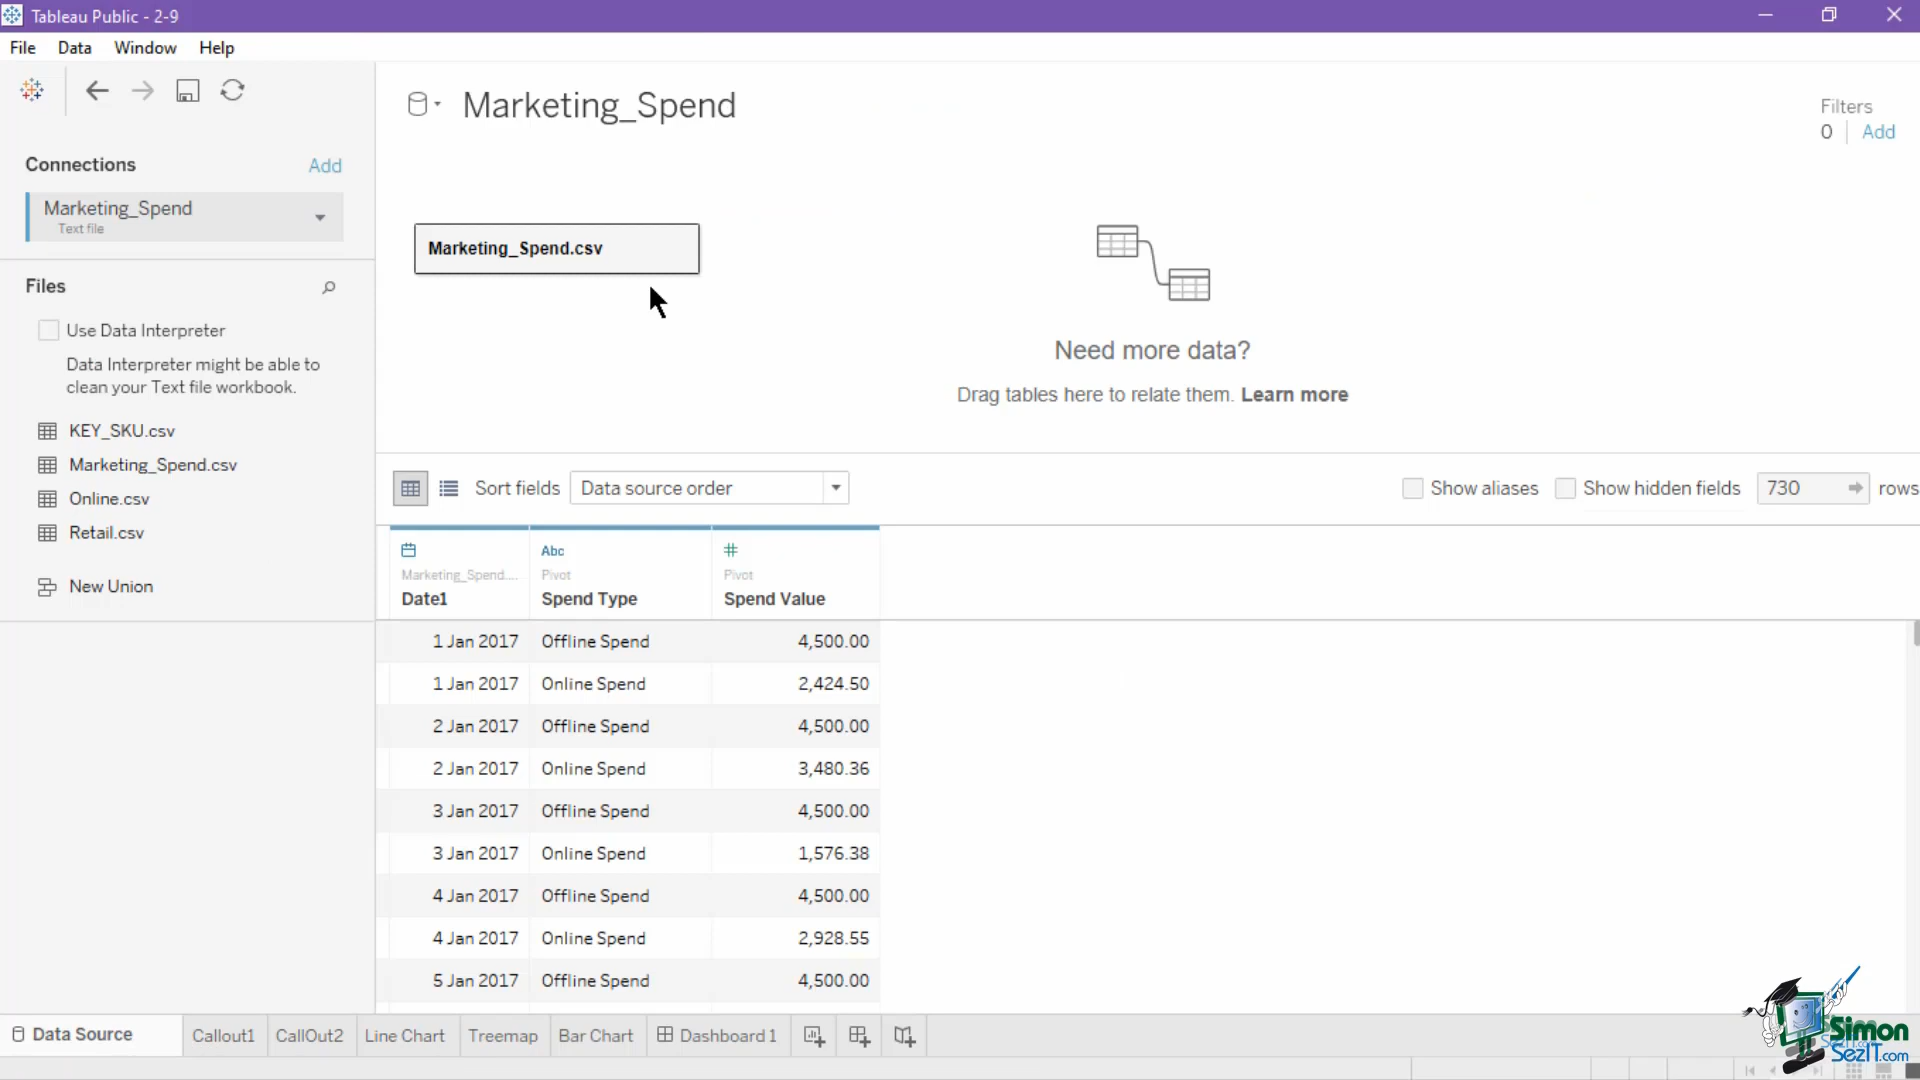 Tableau Public - 2-9
File Data Window Help
Connections Add
Marketing_Spend
Text file
Files
Use Data Interpreter
Data Interpreter might be able to
clean your Text file workbook.
KEY_SKU.csv
Marketing_Spend.csv
Online.csv
Retail.csv
New Union
Marketing_Spend
Filters
0 Add
Marketing_Spend.csv
Need more data?
Drag tables here to relate them. Learn more
Sort fields Data source order Show aliases Show hidden fields 730 rows
Abc #
Marketing_Spend.... Pivot Pivot
Date1 Spend Type Spend Value
1 Jan 2017 Offline Spend 4,500.00
1 Jan 2017 Online Spend 2,424.50
2 Jan 2017 Offline Spend 4,500.00
2 Jan 2017 Online Spend 3,480.36
3 Jan 2017 Offline Spend 4,500.00
3 Jan 2017 Online Spend 1,576.38
4 Jan 2017 Offline Spend 4,500.00
4 Jan 2017 Online Spend 2,928.55
5 Jan 2017 Offline Spend 4,500.00
Data Source Callout1 CallOut2 Line Chart Treemap Bar Chart Dashboard 1
Simon
SezIT.com